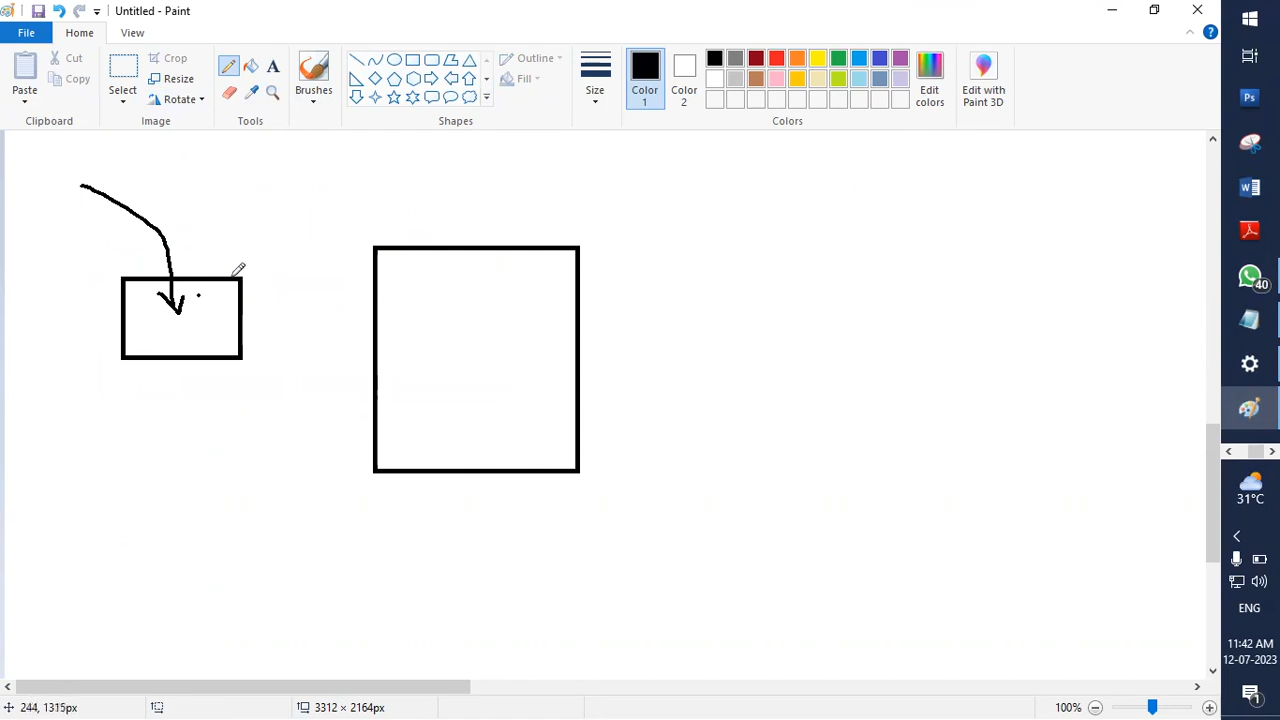 Untitled - Paint
File Home View
Paste
Cut
Copy
Clipboard
Select
Crop
Resize
Rotate
Image
A
Tools
Brushes
Shapes
Outline
Fill
Size
Color 1
Color 2
Edit colors
Edit with Paint 3D
Colors
Ps
W
40
31°C
ENG
11:42 AM
12-07-2023
1
244, 1315px
3312 × 2164px
100%